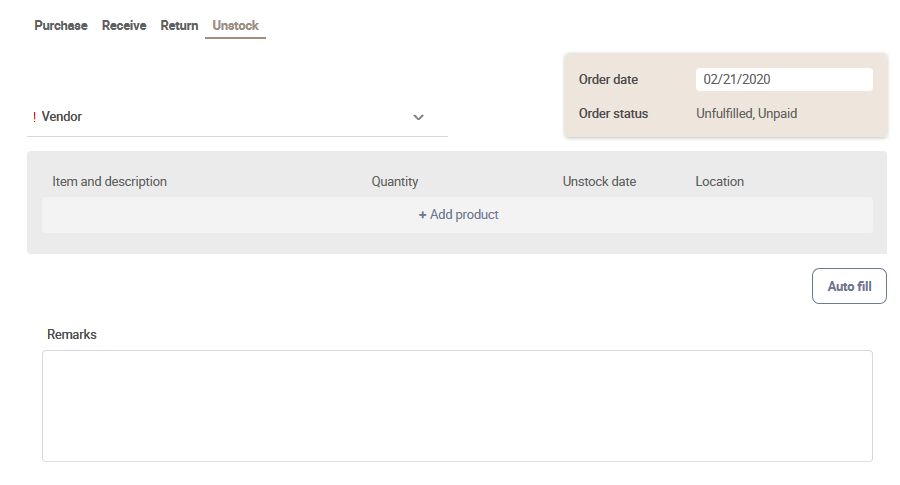 Purchase Receive Return Unstock
Order date 02/21/2020
! Vendor
Order status Unfulfilled, Unpaid
Item and description Quantity Unstock date Location
+ Add product
Auto fill
Remarks